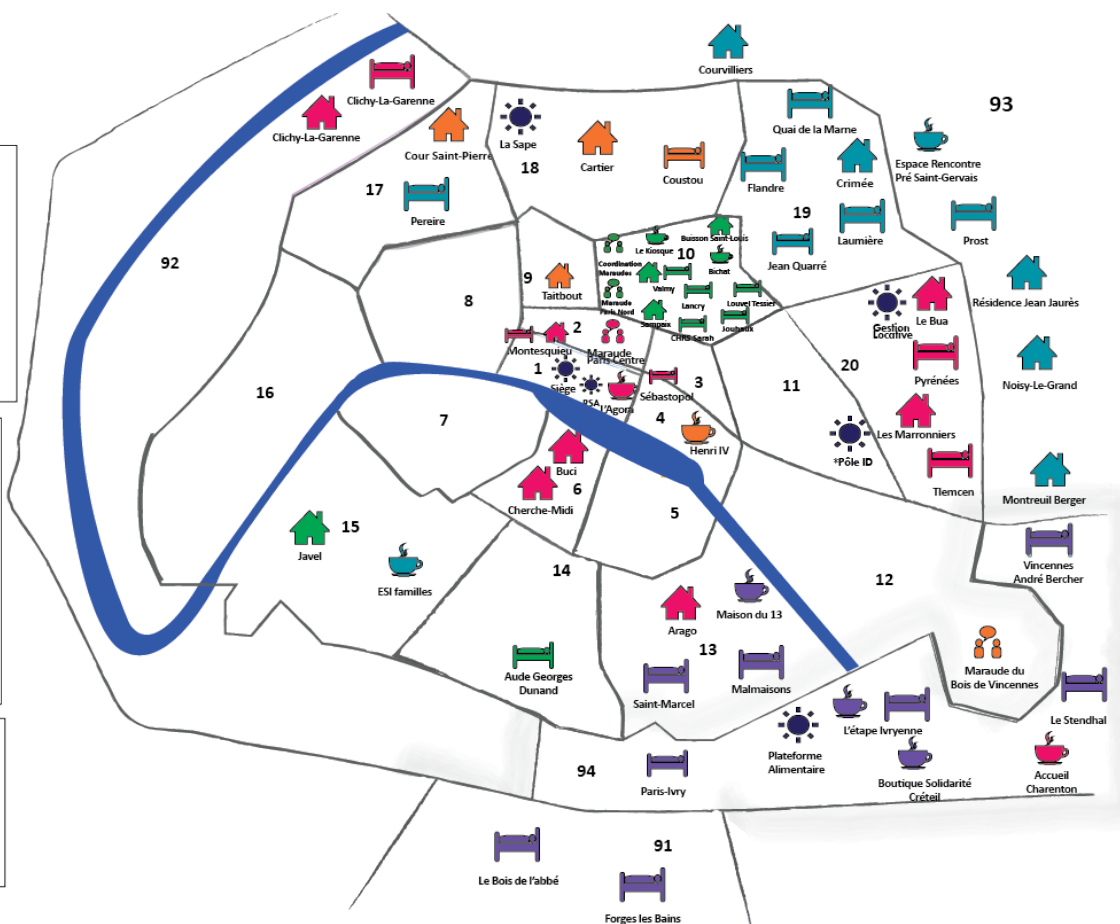 Courvilliers
93
Clichy-La-Garenne
Clichy-La-Garenne
Cour Saint-Pierre
La Sape
18
Cartier
Coustou
Quai de la Marne
Flandre
Crimée
Espace Rencontre
Pré Saint-Gervais
17
Pereire
19
Laumière
Jean Quarré
Prost
92
8
9
Taitbout
Coordination
Maraudes
Le Kiosque
Buisson Saint-Louis
10
Bichat
Valmy
Maraude
Paris Nord
Lancry
Louvel Tessier
Sampaix
CHRS Sarah
Jouhaux
Résidence Jean Jaurès
Gestion
Locative
Le Bua
Montesquieu
2
Maraude
Paris Centre
1
Siège
RSA
L'Agora
Sébastopol
3
11
20
Pyrénées
Noisy-Le-Grand
16
7
4
Henri IV
Les Marronniers
*Pôle ID
Buci
6
Cherche-Midi
Tlemcen
Montreuil Berger
5
15
Javel
ESI familles
14
12
Vincennes
André Bercher
Arago
Maison du 13
13
Aude Georges
Dunand
Saint-Marcel
Malmaisons
Maraude du
Bois de Vincennes
Le Stendhal
Plateforme
Alimentaire
L'étape Ivryenne
Boutique Solidarité
Créteil
Accueil
Charenton
94
Paris-Ivry
91
Le Bois de l'abbé
Forges les Bains